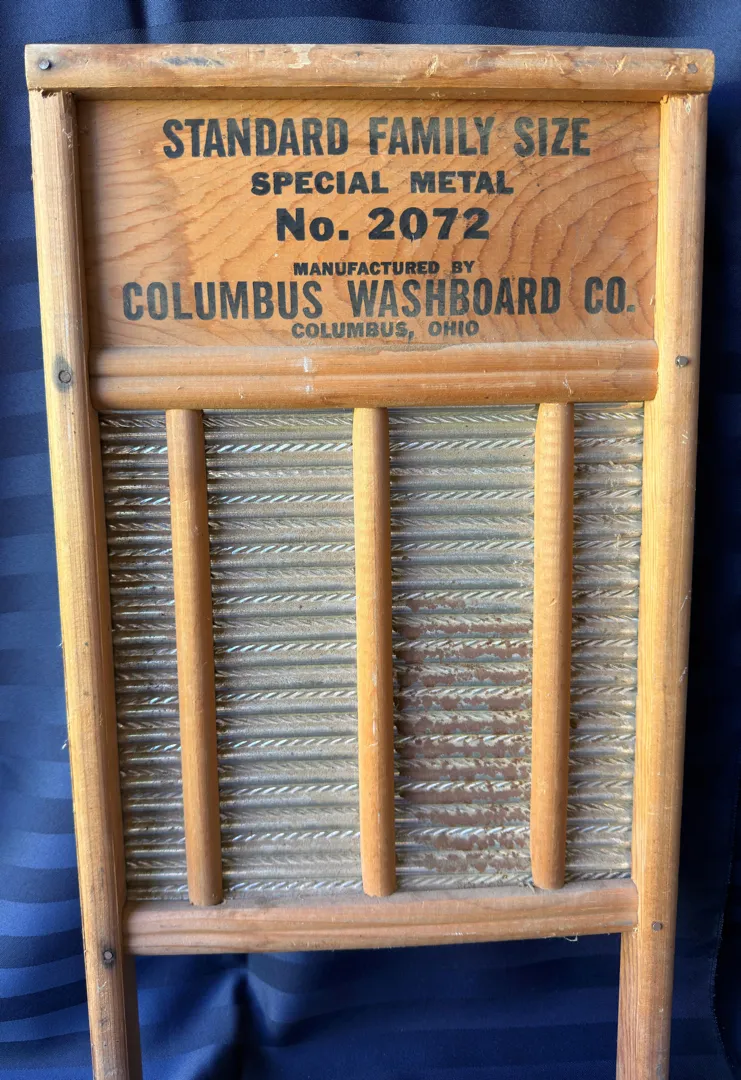 STANDARD FAMILY SIZE
SPECIAL METAL
No. 2072
MANUFACTURED BY
COLUMBUS WASHBOARD CO.
COLUMBUS, OHIO